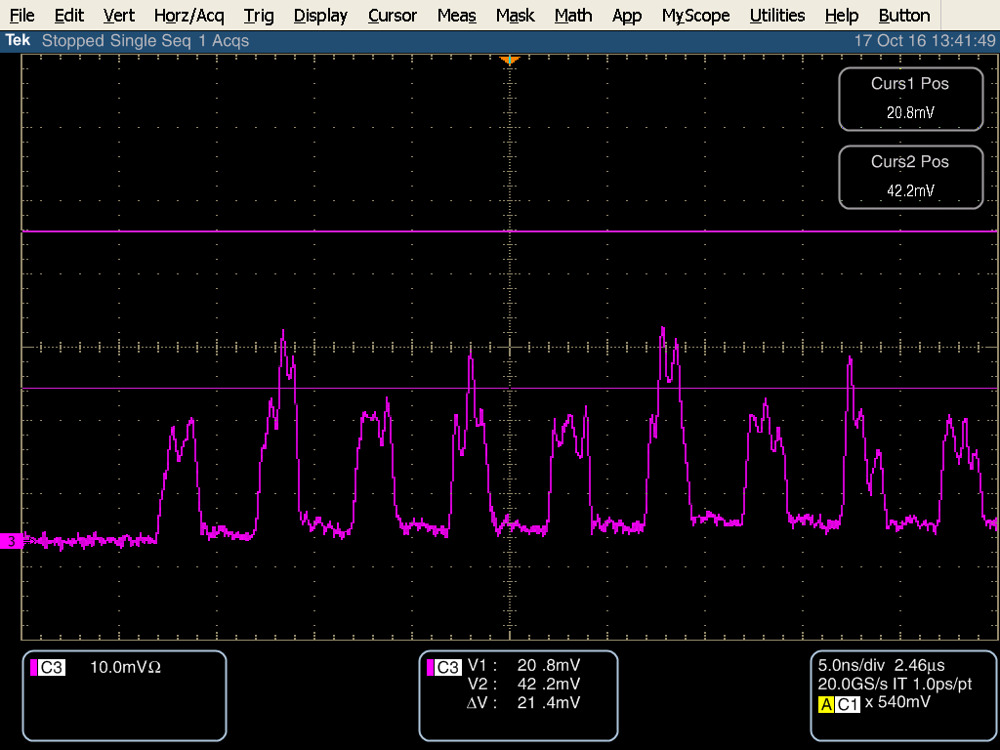 File Edit Vert Horz/Acq Trig Display Cursor Meas Mask Math App MyScope Utilities Help Button
Tek Stopped Single Seq 1 Acqs 17 Oct 16 13:41:49
Curs1 Pos
20.8mV
Curs2 Pos
42.2mV
3
C3 10.0mVΩ
C3 V1 : 20 .8mV
V2 : 42 .2mV
ΔV : 21 .4mV
5.0ns/div 2.46μs
20.0GS/s IT 1.0ps/pt
A C1 x 540mV